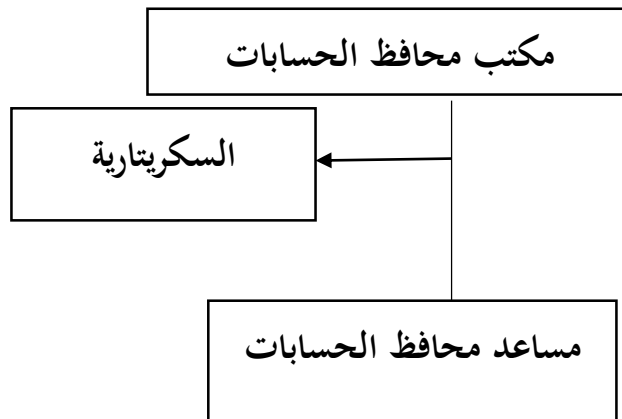 مكتب محافظ الحسابات
السكريتارية
مساعد محافظ الحسابات